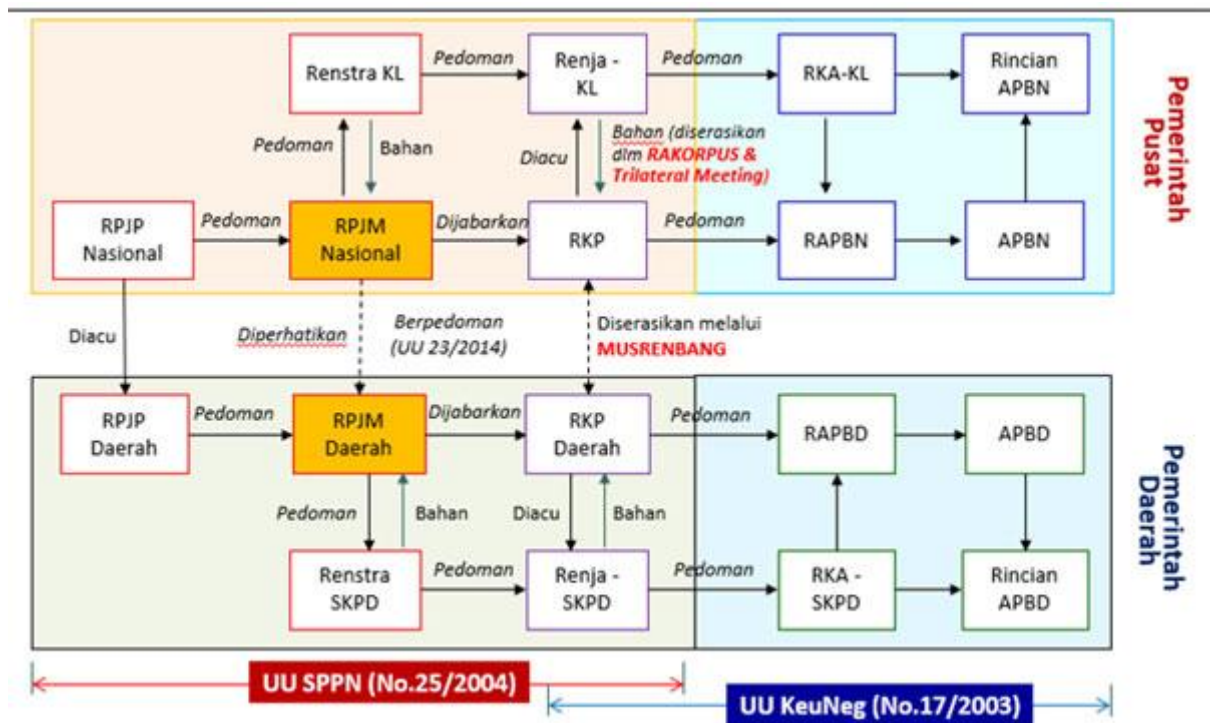 Renstra KL
Pedoman
Renja -
KL
Pedoman
RKA-KL
Rincian
APBN
Pedoman
Bahan
Diacu
Bahan (diserasikan
dlm RAKORPUS &
Trilateral Meeting)
RPJP
Nasional
Pedoman
RPJM
Nasional
Dijabarkan
RKP
Pedoman
RAPBN
APBN
Pemerintah
Pusat
Diacu
Diperhatikan
Berpedoman
(UU 23/2014)
Diserasikan melalui
MUSRENBANG
RPJP
Daerah
Pedoman
RPJM
Daerah
Dijabarkan
RKP
Daerah
Pedoman
RAPBD
APBD
Pedoman
Bahan
Diacu
Bahan
Renstra
SKPD
Pedoman
Renja -
SKPD
Pedoman
RKA -
SKPD
Rincian
APBD
Pemerintah
Daerah
UU SPPN (No.25/2004)
UU KeuNeg (No.17/2003)